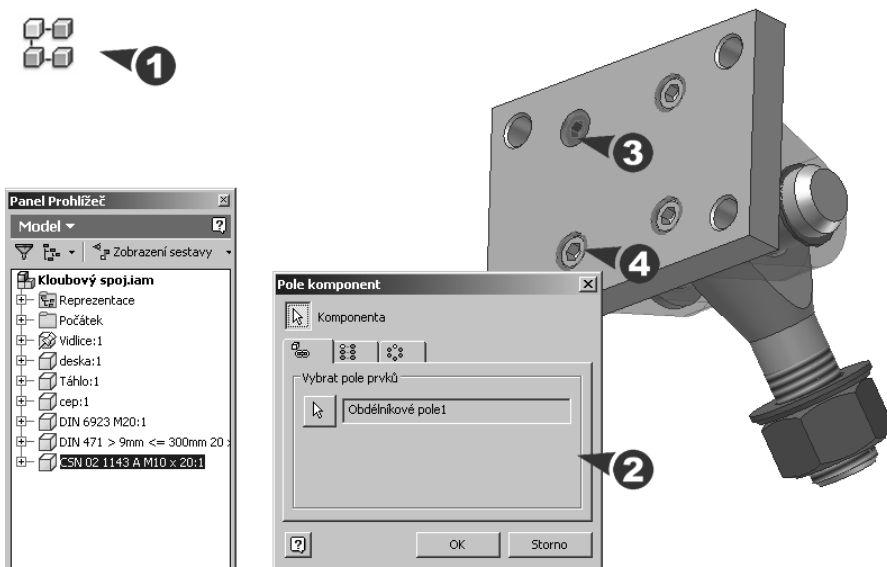 1
3
4
Panel Prohlížeč
Model
Zobrazení sestavy
Kloubový spoj.iam
Reprezentace
Počátek
Vidlice:1
deska:1
Táhlo:1
cep:1
DIN 6923 M20:1
DIN 471 > 9mm <= 300mm 20 >
CSN 02 1143 A M10 x 20:1
Pole komponent
Komponenta
Vybrat pole prvků
Obdélníkové pole1
2
OK
Storno